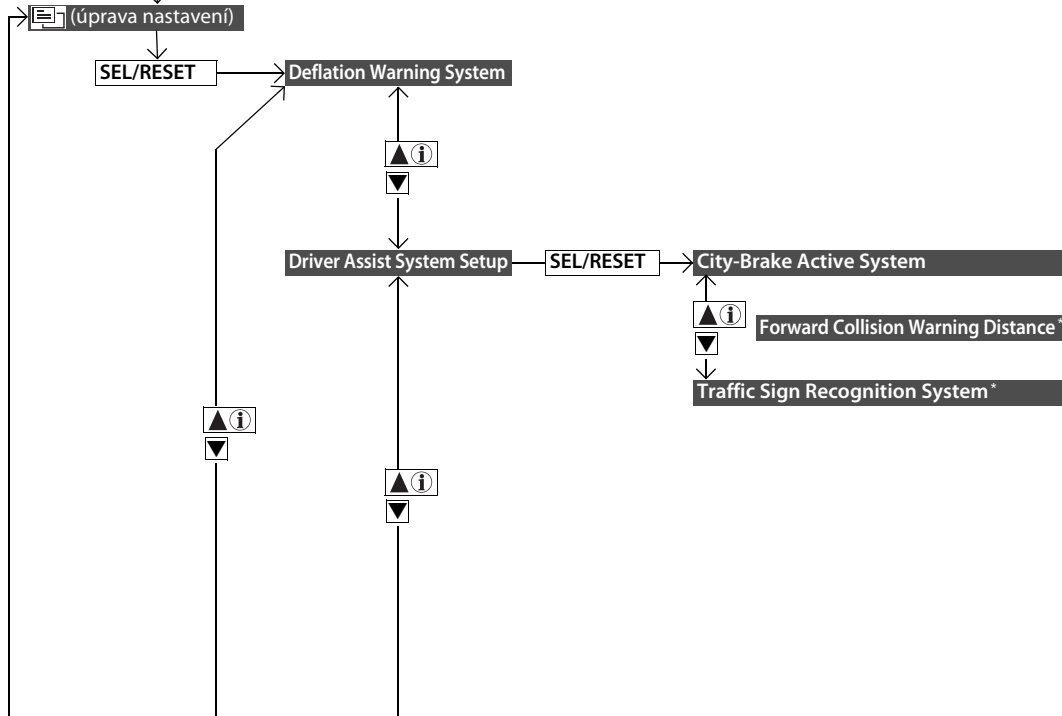 (úprava nastavení)
SEL/RESET
Deflation Warning System
▲ i
▼
Driver Assist System Setup
SEL/RESET
City-Brake Active System
▲ i
▼
Forward Collision Warning Distance*
Traffic Sign Recognition System*
▲ i
▼
▲ i
▼